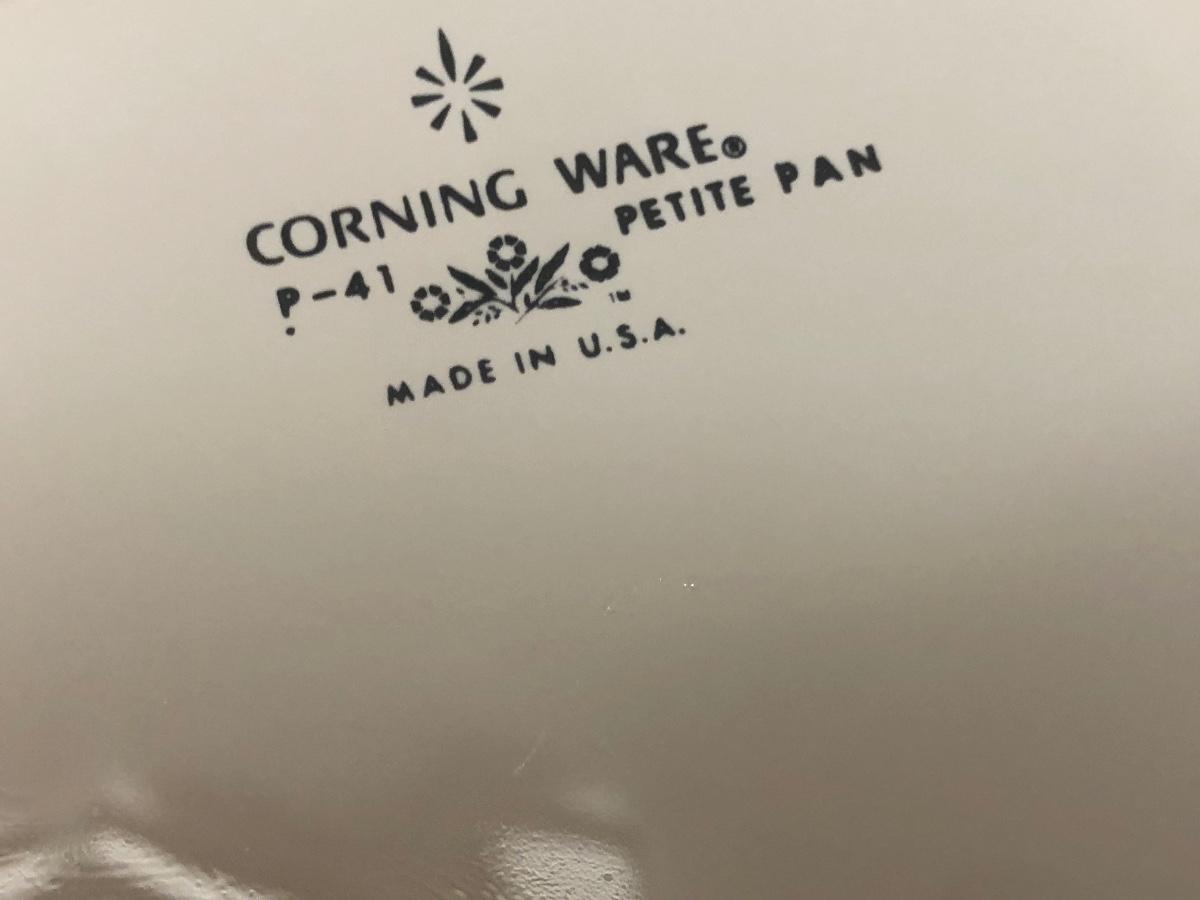 CORNING WARE®
P-41 PETITE PAN
™
MADE IN U.S.A.